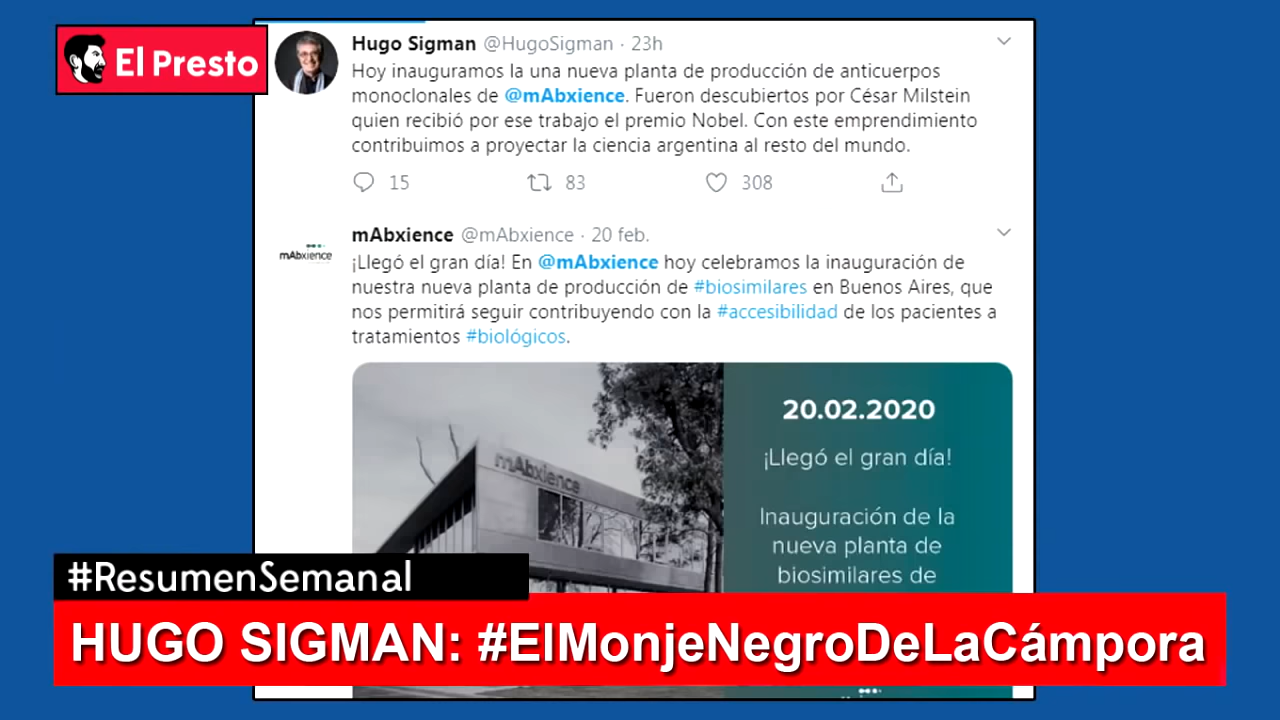 El Presto
Hugo Sigman @HugoSigman · 23h
Hoy inauguramos la una nueva planta de producción de anticuerpos
monoclonales de @mAbxience. Fueron descubiertos por César Milstein
quien recibió por ese trabajo el premio Nobel. Con este emprendimiento
contribuimos a proyectar la ciencia argentina al resto del mundo.
15 83 308
mAbxience @mAbxience · 20 feb.
mAbxience
¡Llegó el gran día! En @mAbxience hoy celebramos la inauguración de
nuestra nueva planta de producción de #biosimilares en Buenos Aires, que
nos permitirá seguir contribuyendo con la #accesibilidad de los pacientes a
tratamientos #biológicos.
mAbxience
20.02.2020
¡Llegó el gran día!
Inauguración de la
nueva planta de
biosimilares de
#ResumenSemanal
HUGO SIGMAN: #ElMonjeNegroDeLaCámpora